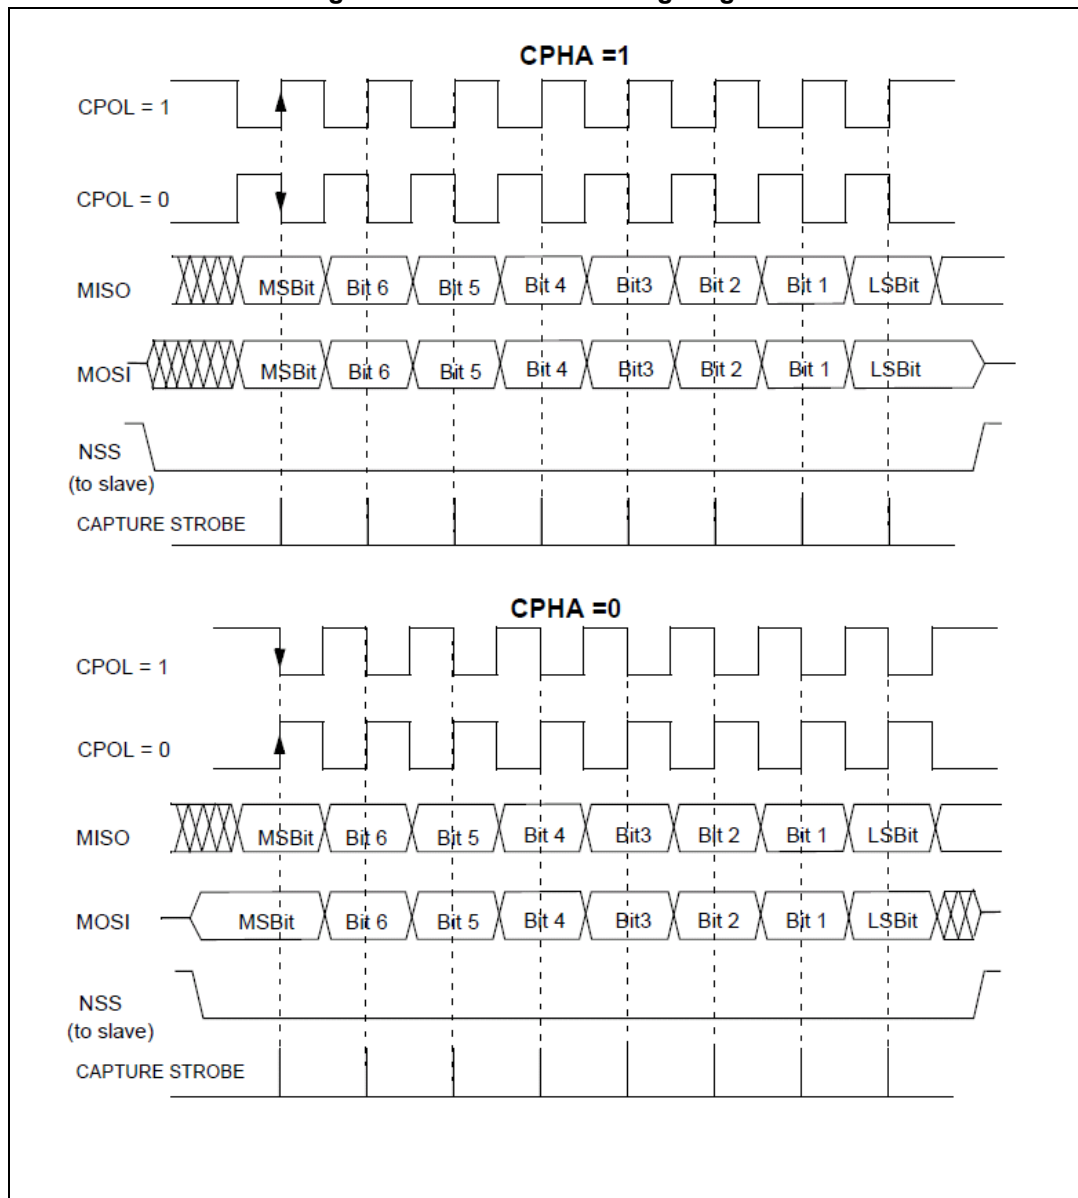 CPHA =1
CPOL = 1
CPOL = 0
MISO MSBit Bit 6 Bit 5 Bit 4 Bit3 Bit 2 Bit 1 LSBit
MOSI MSBit Bit 6 Bit 5 Bit 4 Bit3 Bit 2 Bit 1 LSBit
NSS
(to slave)
CAPTURE STROBE
CPHA =0
CPOL = 1
CPOL = 0
MISO MSBit Bit 6 Bit 5 Bit 4 Bit3 Bit 2 Bit 1 LSBit
MOSI MSBit Bit 6 Bit 5 Bit 4 Bit3 Bit 2 Bit 1 LSBit
NSS
(to slave)
CAPTURE STROBE